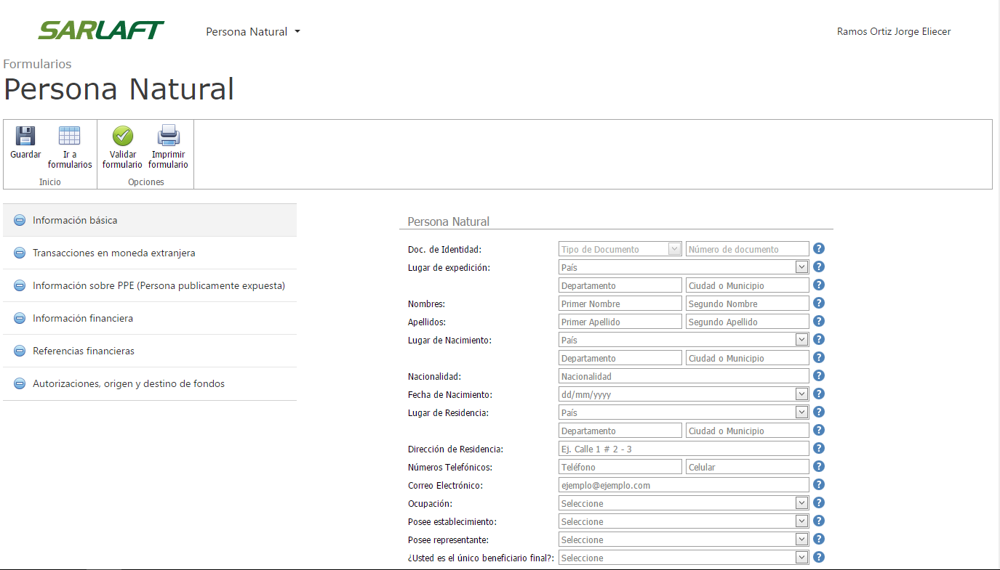 SARLAFT
Persona Natural
Ramos Ortiz Jorge Eliecer
Formularios
Persona Natural
Guardar
Ir a
formularios
Inicio
Validar
formulario
Imprimir
formulario
Opciones
Información básica
Transacciones en moneda extranjera
Información sobre PPE (Persona publicamente expuesta)
Información financiera
Referencias financieras
Autorizaciones, origen y destino de fondos
Persona Natural
Doc. de Identidad: Tipo de Documento Número de documento ?
Lugar de expedición: País ?
Departamento Ciudad o Municipio ?
Nombres: Primer Nombre Segundo Nombre ?
Apellidos: Primer Apellido Segundo Apellido ?
Lugar de Nacimiento: País ?
Departamento Ciudad o Municipio ?
Nacionalidad: Nacionalidad ?
Fecha de Nacimiento: dd/mm/yyyy ?
Lugar de Residencia: País ?
Departamento Ciudad o Municipio ?
Dirección de Residencia: Ej. Calle 1 # 2 - 3 ?
Números Telefónicos: Teléfono Celular ?
Correo Electrónico: ejemplo@ejemplo.com ?
Ocupación: Seleccione ?
Posee establecimiento: Seleccione ?
Posee representante: Seleccione ?
¿Usted es el único beneficiario final?: Seleccione ?